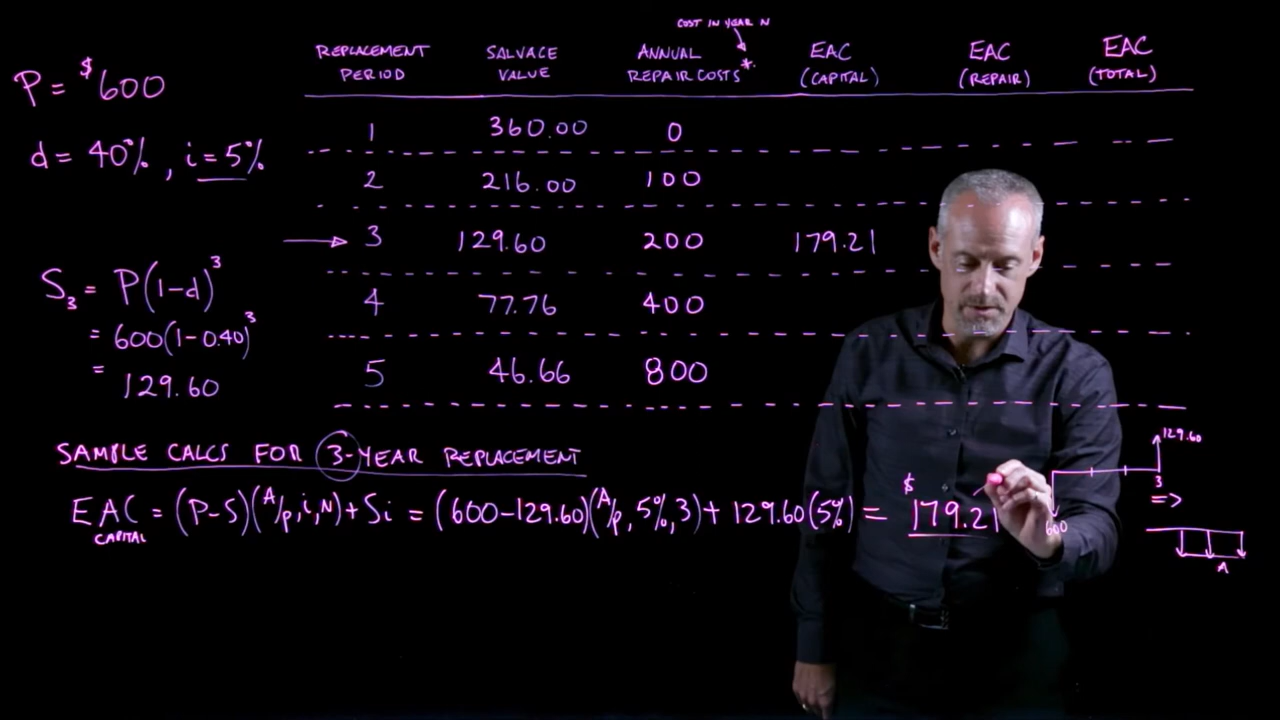 COST IN YEAR N
P = $600
d = 40%, i = 5%
REPLACEMENT PERIOD SALVAGE VALUE ANNUAL REPAIR COSTS* EAC (CAPITAL) EAC (REPAIR) EAC (TOTAL)
1 360.00 0
2 216.00 100
→ 3 129.60 200 179.21
4 77.76 400
5 46.66 800
S₃ = P(1-d)³
= 600(1-0.40)³
= 129.60
SAMPLE CALCS FOR 3-YEAR REPLACEMENT
EAC CAPITAL = (P-S)(A/P, i, N) + Si = (600-129.60)(A/P, 5%, 3) + 129.60(5%) = $179.21
129.60
3
600
=>
A